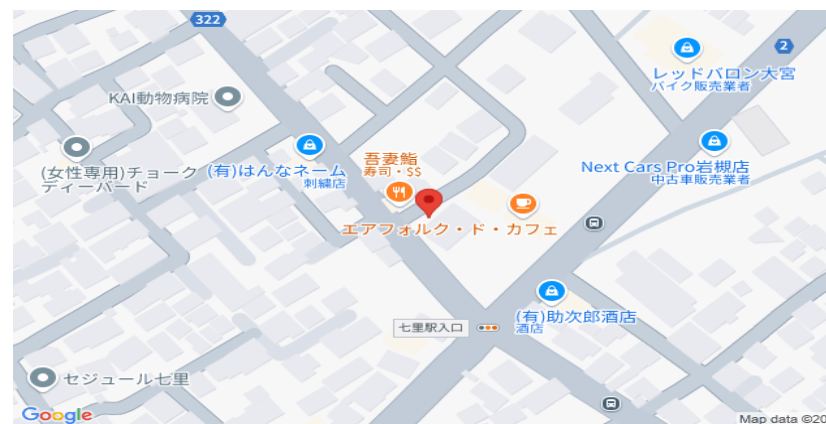 322
2
レッドバロン大宮
バイク販売業者
KAI動物病院
(女性専用)チョーク
ディーバード
(有)はんなネーム
刺繍店
吾妻鮨
寿司・$$
Next Cars Pro岩槻店
中古車販売業者
エアフォルク・ド・カフェ
(有)助次郎酒店
酒店
七里駅入口
セジュール七里
Google
Map data ©20